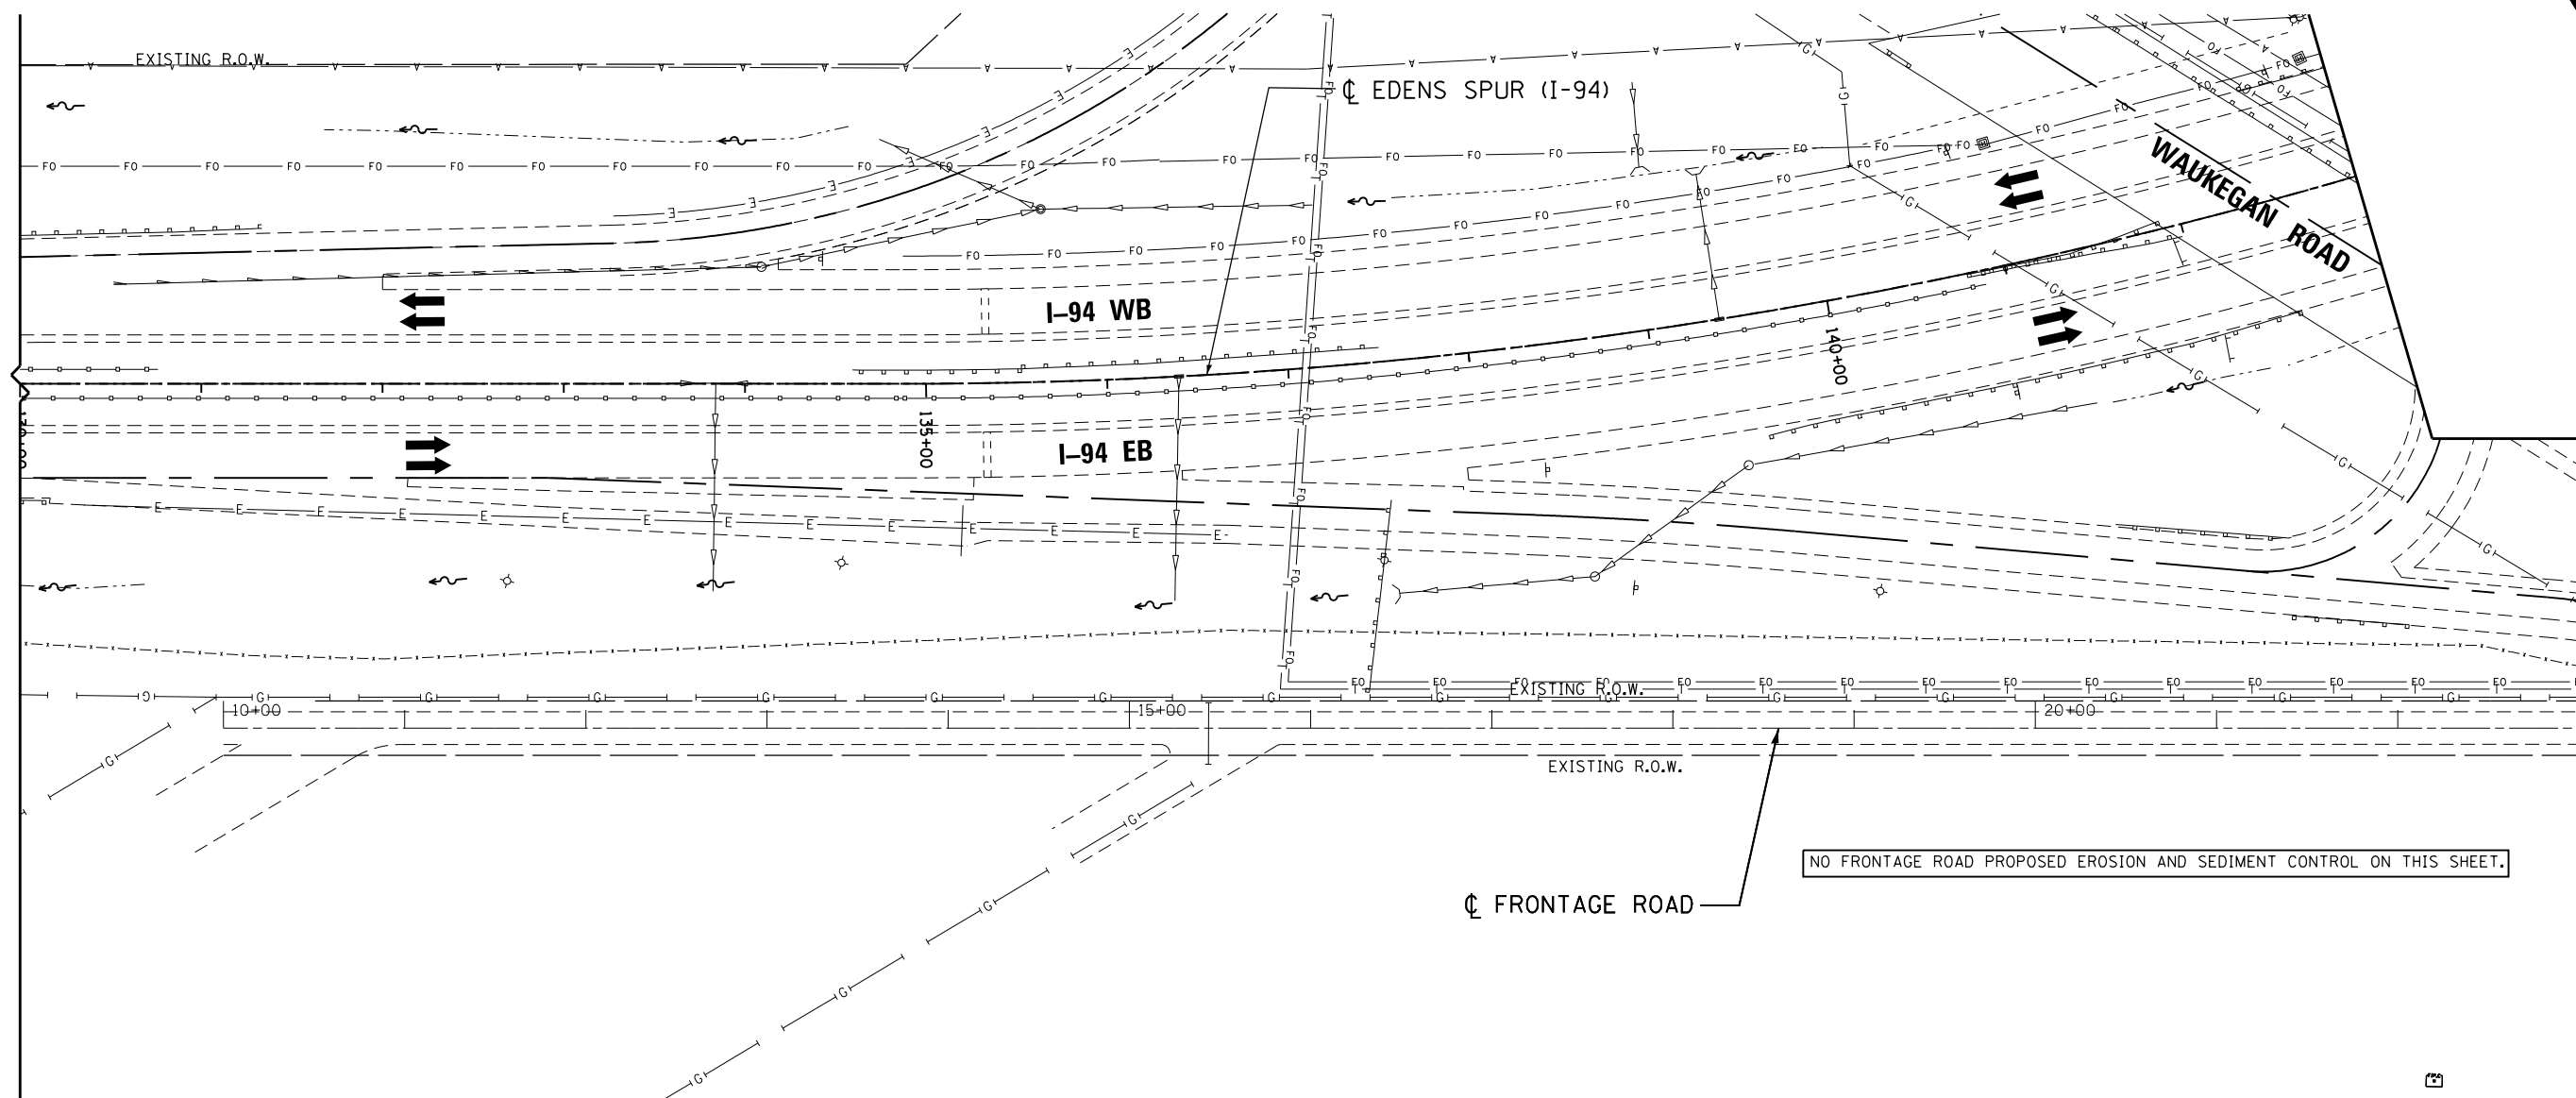 EXISTING R.O.W.
℄ EDENS SPUR (I-94)
WAUKEGAN ROAD
I-94 WB
140+00
135+00
I-94 EB
EXISTING R.O.W.
10+00
15+00
20+00
EXISTING R.O.W.
NO FRONTAGE ROAD PROPOSED EROSION AND SEDIMENT CONTROL ON THIS SHEET.
℄ FRONTAGE ROAD